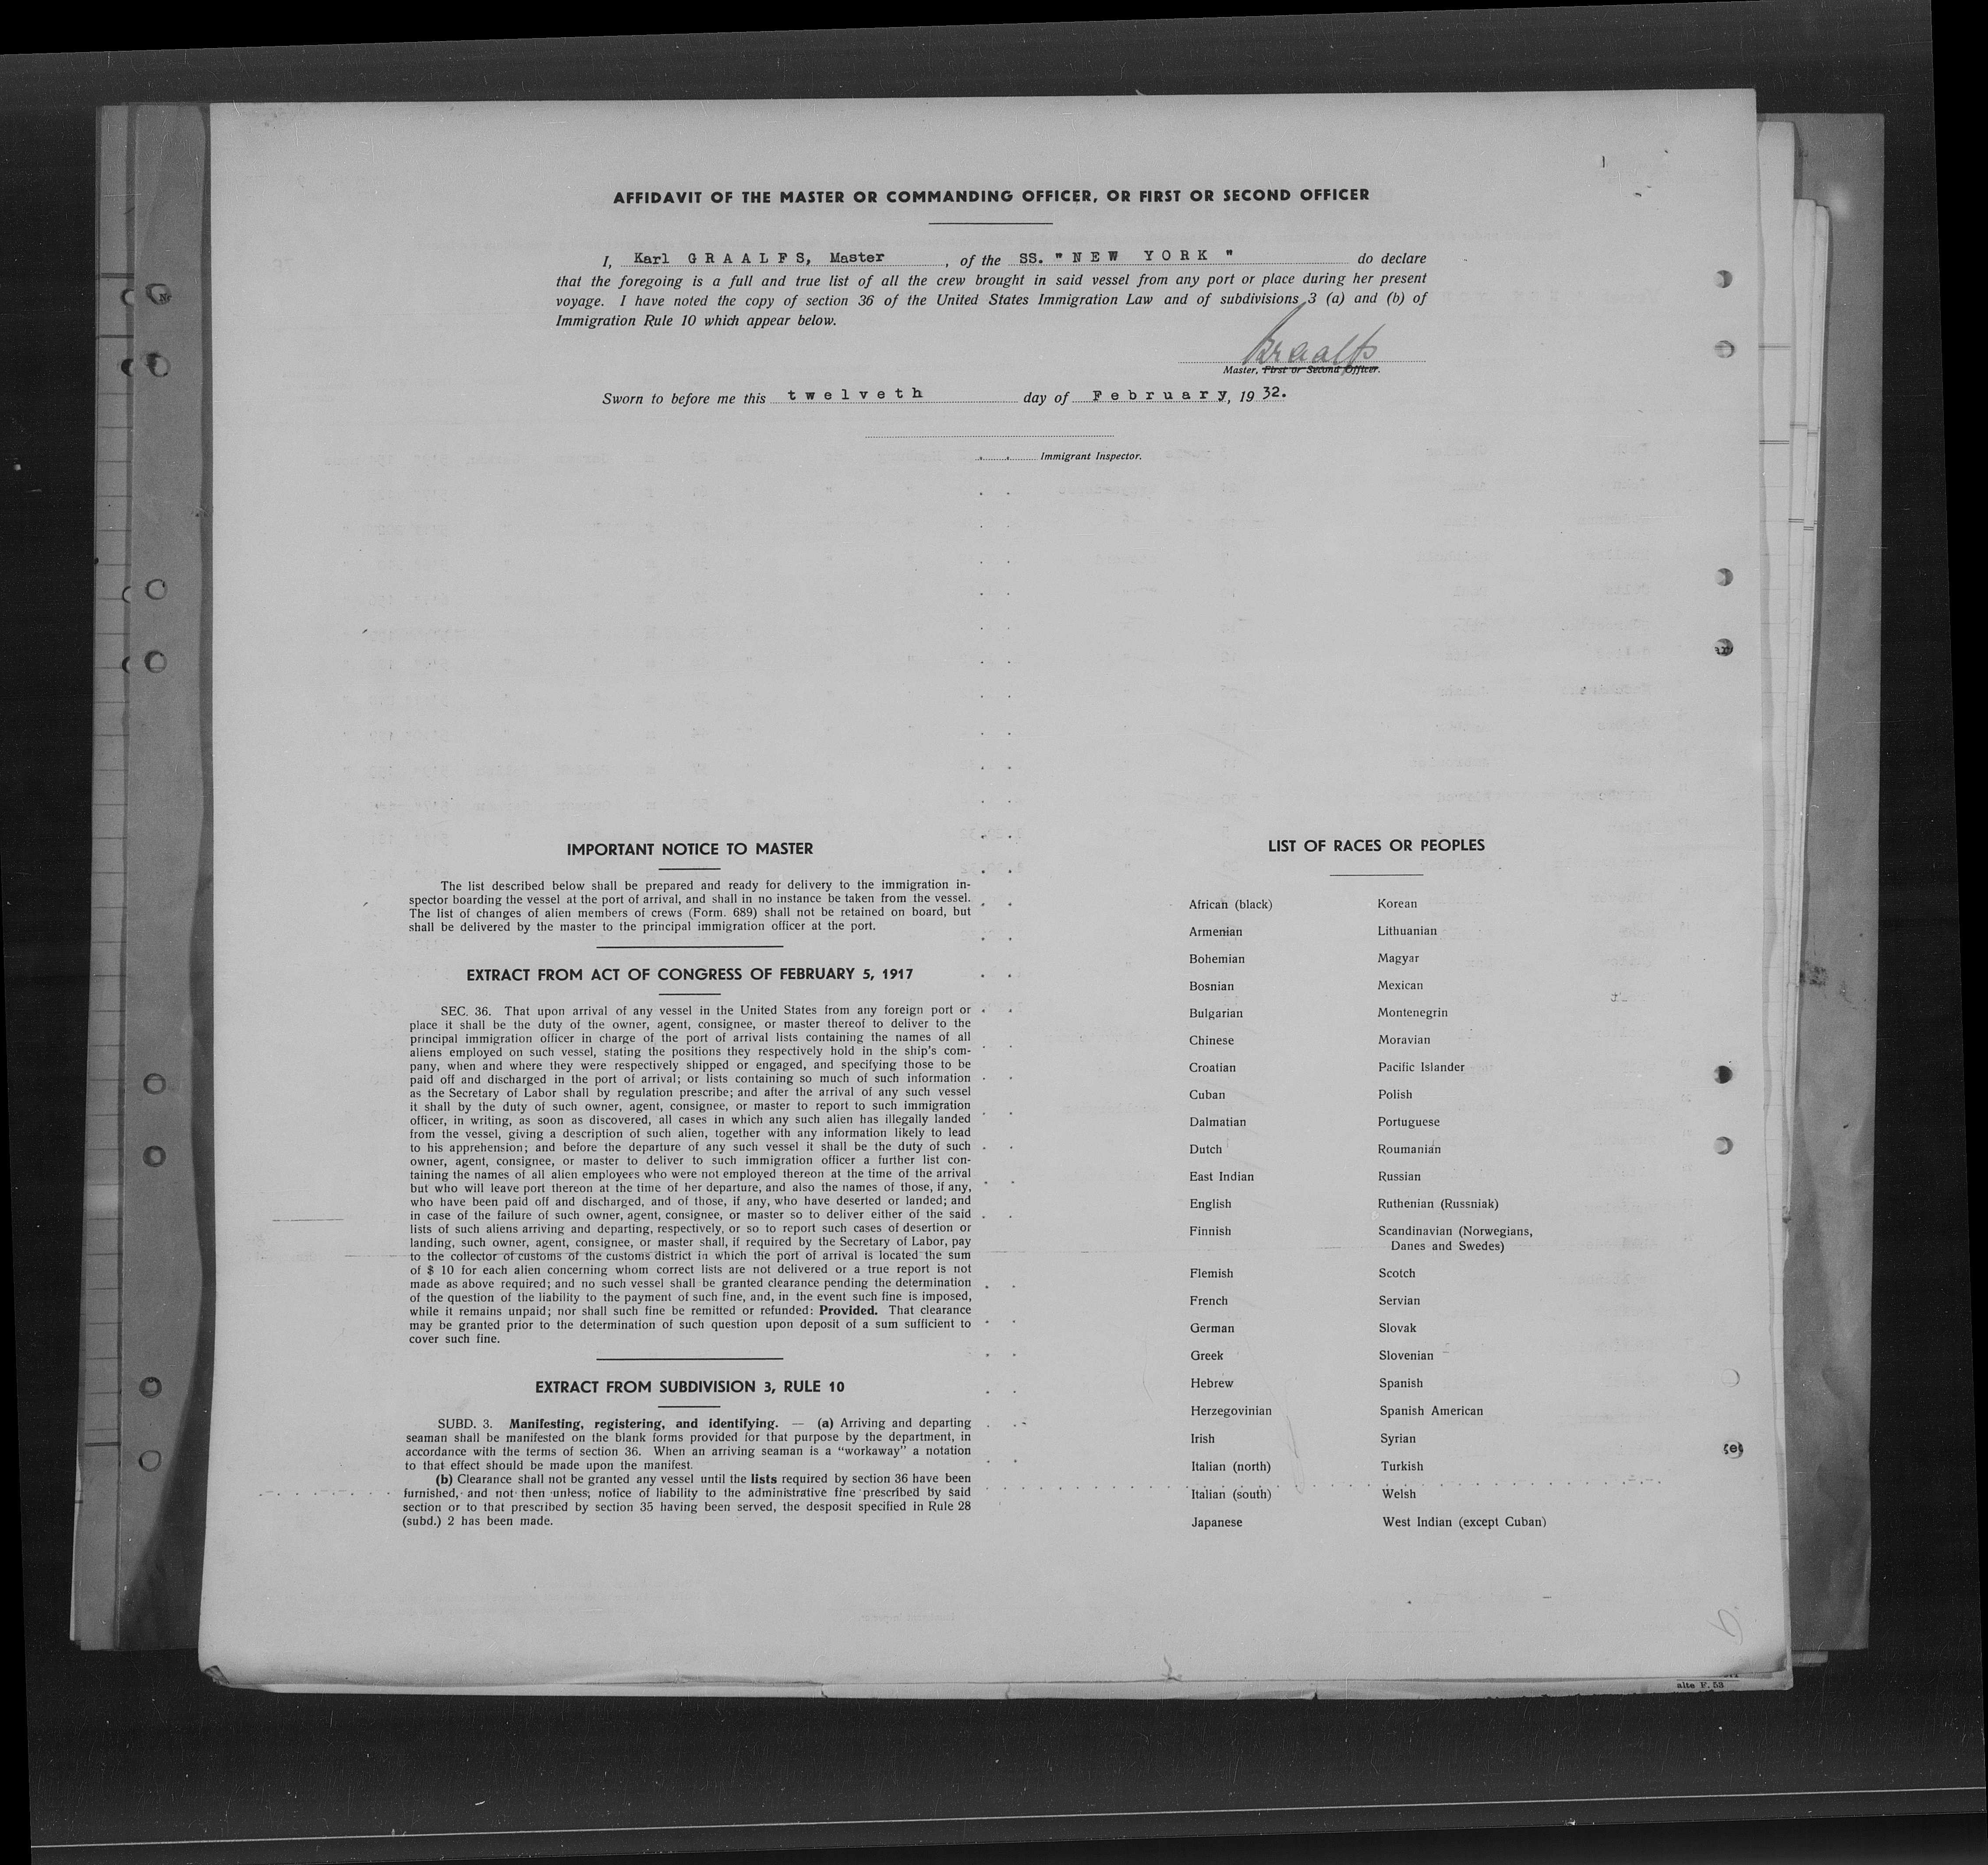 AFFIDAVIT OF THE MASTER OR COMMANDING OFFICER, OR FIRST OR SECOND OFFICER
I, Karl GRAALFS, Master, of the SS. "NEW YORK" do declare
that the foregoing is a full and true list of all the crew brought in said vessel from any port or place during her present
voyage. I have noted the copy of section 36 of the United States Immigration Law and of subdivisions 3 (a) and (b) of
Immigration Rule 10 which appear below.
Graalfs
Master, First or Second Officer.
Sworn to before me this twelveth day of February, 19 32.
Immigrant Inspector.
IMPORTANT NOTICE TO MASTER
The list described below shall be prepared and ready for delivery to the immigration in-
spector boarding the vessel at the port of arrival, and shall in no instance be taken from the vessel.
The list of changes of alien members of crews (Form. 689) shall not be retained on board, but
shall be delivered by the master to the principal immigration officer at the port.
EXTRACT FROM ACT OF CONGRESS OF FEBRUARY 5, 1917
SEC. 36. That upon arrival of any vessel in the United States from any foreign port or
place it shall be the duty of the owner, agent, consignee, or master thereof to deliver to the
principal immigration officer in charge of the port of arrival lists containing the names of all
aliens employed on such vessel, stating the positions they respectively hold in the ship's com-
pany, when and where they were respectively shipped or engaged, and specifying those to be
paid off and discharged in the port of arrival; or lists containing so much of such information
as the Secretary of Labor shall by regulation prescribe; and after the arrival of any such vessel
it shall by the duty of such owner, agent, consignee, or master to report to such immigration
officer, in writing, as soon as discovered, all cases in which any such alien has illegally landed
from the vessel, giving a description of such alien, together with any information likely to lead
to his apprehension; and before the departure of any such vessel it shall be the duty of such
owner, agent, consignee, or master to deliver to such immigration officer a further list con-
taining the names of all alien employees who were not employed thereon at the time of the arrival
but who will leave port thereon at the time of her departure, and also the names of those, if any,
who have been paid off and discharged, and of those, if any, who have deserted or landed; and
in case of the failure of such owner, agent, consignee, or master so to deliver either of the said
lists of such aliens arriving and departing, respectively, or so to report such cases of desertion or
landing, such owner, agent, consignee, or master shall, if required by the Secretary of Labor, pay
to the collector of customs of the customs district in which the port of arrival is located the sum
of $ 10 for each alien concerning whom correct lists are not delivered or a true report is not
made as above required; and no such vessel shall be granted clearance pending the determination
of the question of the liability to the payment of such fine, and, in the event such fine is imposed,
while it remains unpaid; nor shall such fine be remitted or refunded: Provided. That clearance
may be granted prior to the determination of such question upon deposit of a sum sufficient to
cover such fine.
EXTRACT FROM SUBDIVISION 3, RULE 10
SUBD. 3. Manifesting, registering, and identifying. — (a) Arriving and departing
seaman shall be manifested on the blank forms provided for that purpose by the department, in
accordance with the terms of section 36. When an arriving seaman is a "workaway" a notation
to that effect should be made upon the manifest.
(b) Clearance shall not be granted any vessel until the lists required by section 36 have been
furnished, and not then unless, notice of liability to the administrative fine prescribed by said
section or to that prescribed by section 35 having been served, the desposit specified in Rule 28
(subd.) 2 has been made.
LIST OF RACES OR PEOPLES
African (black)
Armenian
Bohemian
Bosnian
Bulgarian
Chinese
Croatian
Cuban
Dalmatian
Dutch
East Indian
English
Finnish
Flemish
French
German
Greek
Hebrew
Herzegovinian
Irish
Italian (north)
Italian (south)
Japanese
Korean
Lithuanian
Magyar
Mexican
Montenegrin
Moravian
Pacific Islander
Polish
Portuguese
Roumanian
Russian
Ruthenian (Russniak)
Scandinavian (Norwegians,
Danes and Swedes)
Scotch
Servian
Slovak
Slovenian
Spanish
Spanish American
Syrian
Turkish
Welsh
West Indian (except Cuban)
alte F. 53